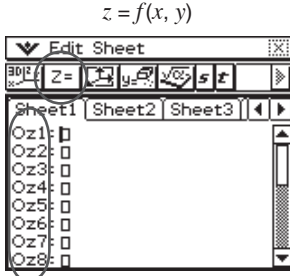 z = f(x, y)
Edit Sheet
Z= y= s t
Sheet1 Sheet2 Sheet3
Oz1:
Oz2:
Oz3:
Oz4:
Oz5:
Oz6:
Oz7:
Oz8: